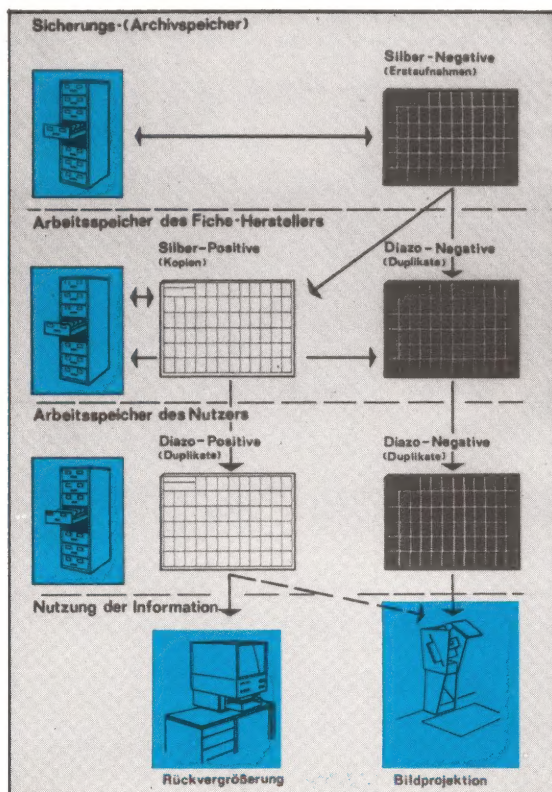 Sicherungs-(Archivspeicher)
Silber-Negative
(Erstaufnahmen)
Arbeitsspeicher des Fiche-Herstellers
Silber-Positive
(Kopien)
Diazo-Negative
(Duplikate)
Arbeitsspeicher des Nutzers
Diazo-Positive
(Duplikate)
Diazo-Negative
(Duplikate)
Nutzung der Information
Rückvergrößerung
Bildprojektion